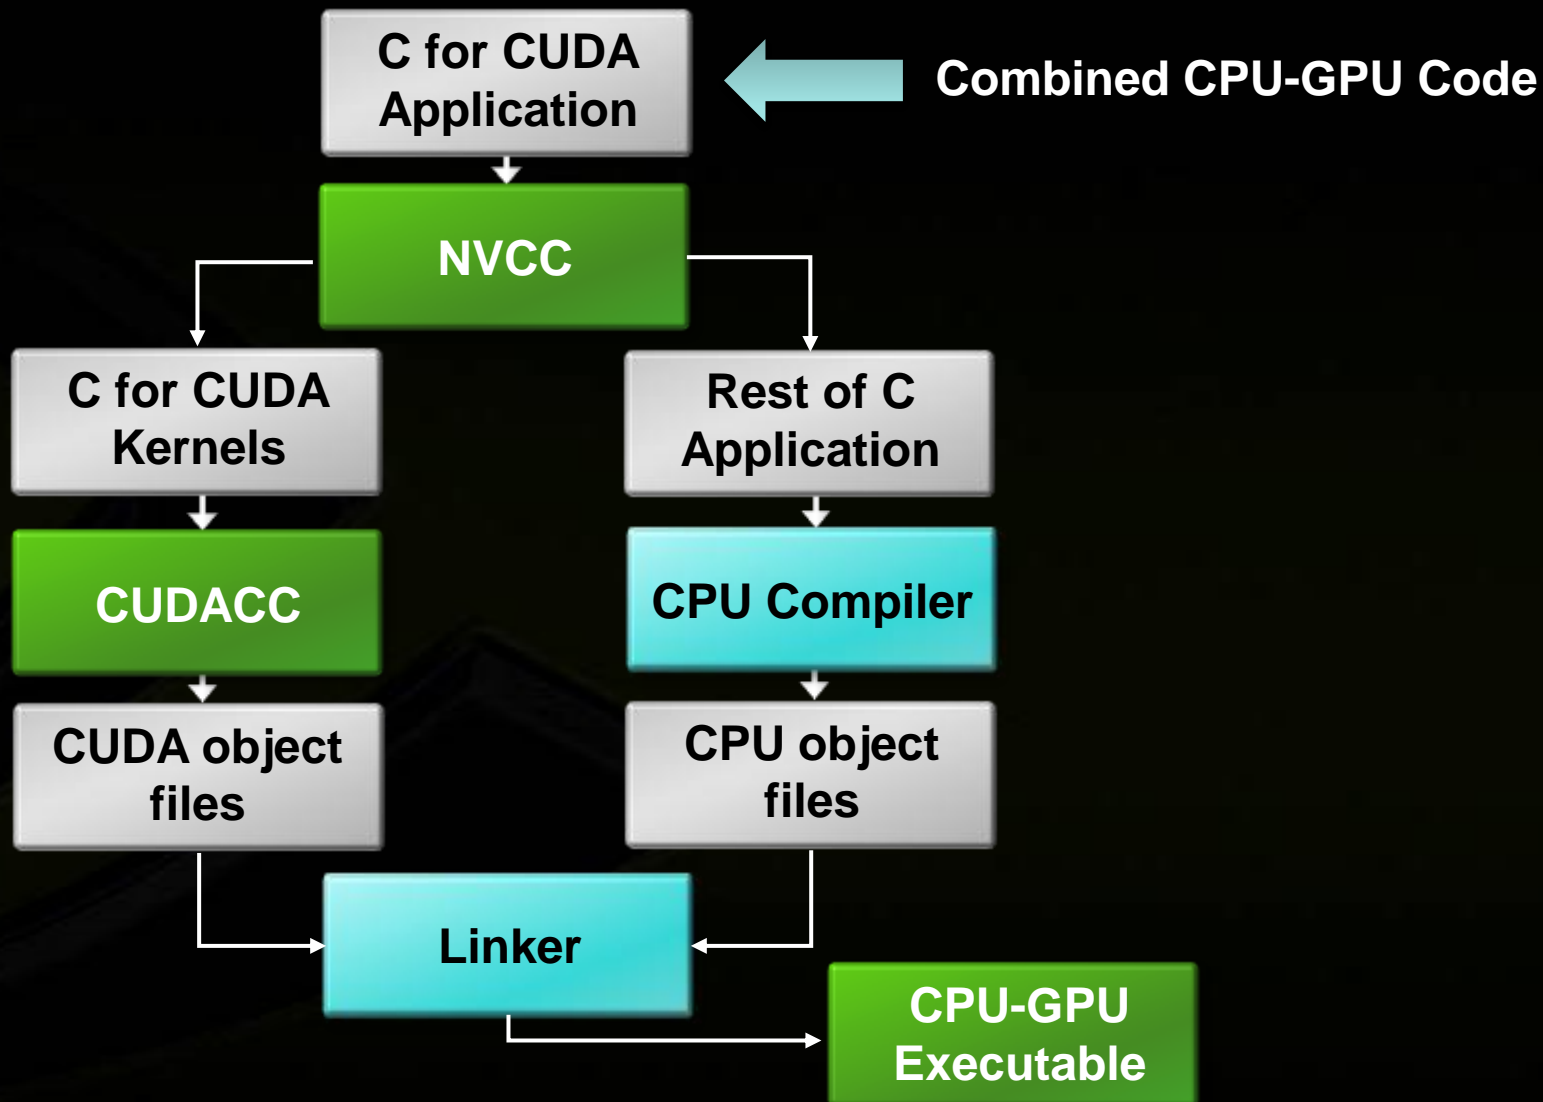 C for CUDA
Application
Combined CPU-GPU Code
NVCC
C for CUDA
Kernels
Rest of C
Application
CUDACC
CPU Compiler
CUDA object
files
CPU object
files
Linker
CPU-GPU
Executable